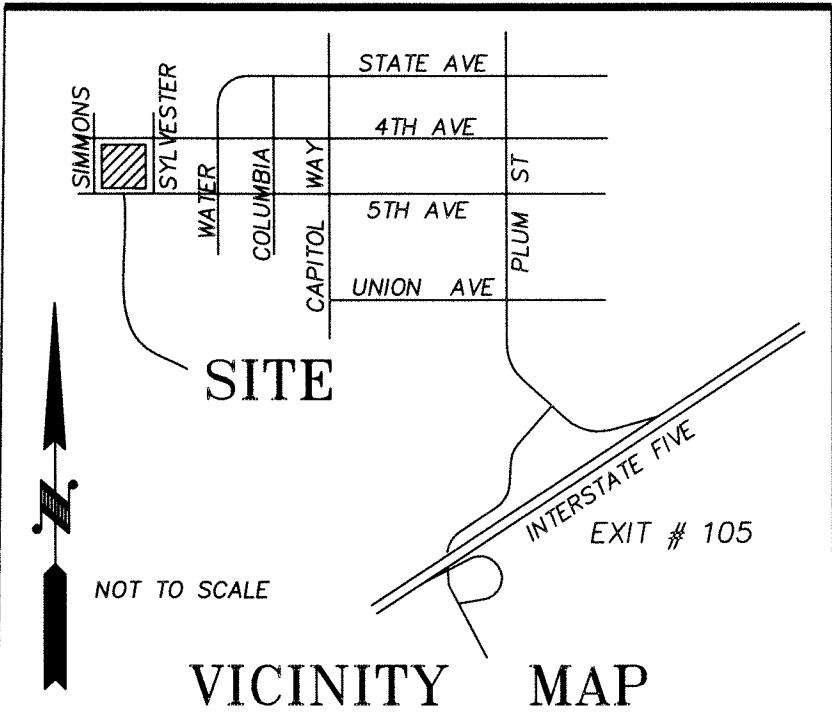 STATE AVE
SIMMONS
SYLVESTER
4TH AVE
WATER
COLUMBIA
CAPITOL WAY
PLUM ST
5TH AVE
UNION AVE
SITE
N
INTERSTATE FIVE
EXIT # 105
NOT TO SCALE
VICINITY MAP